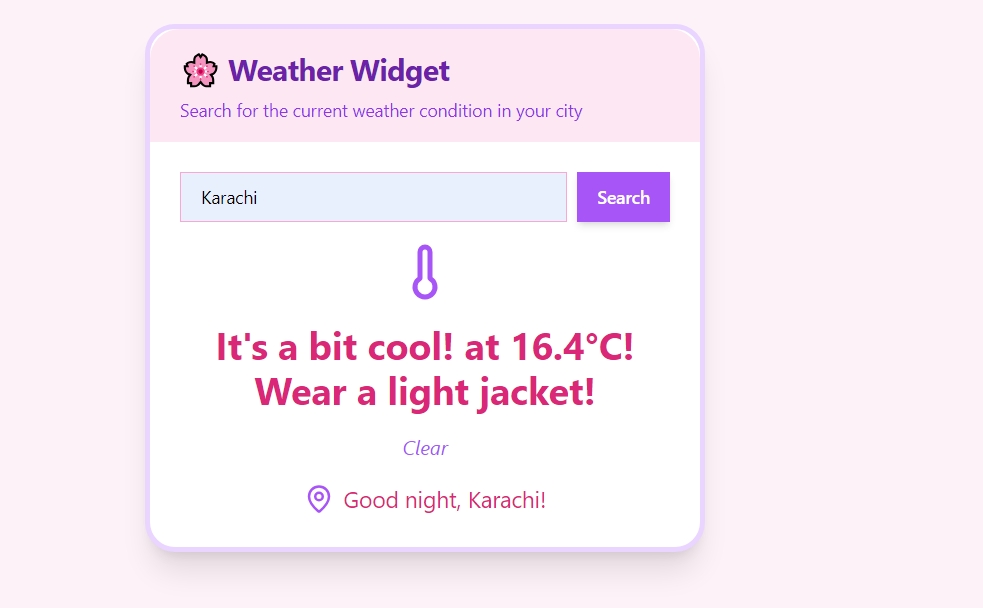 Weather Widget
Search for the current weather condition in your city
Karachi
Search
It's a bit cool! at 16.4°C!
Wear a light jacket!
Clear
Good night, Karachi!